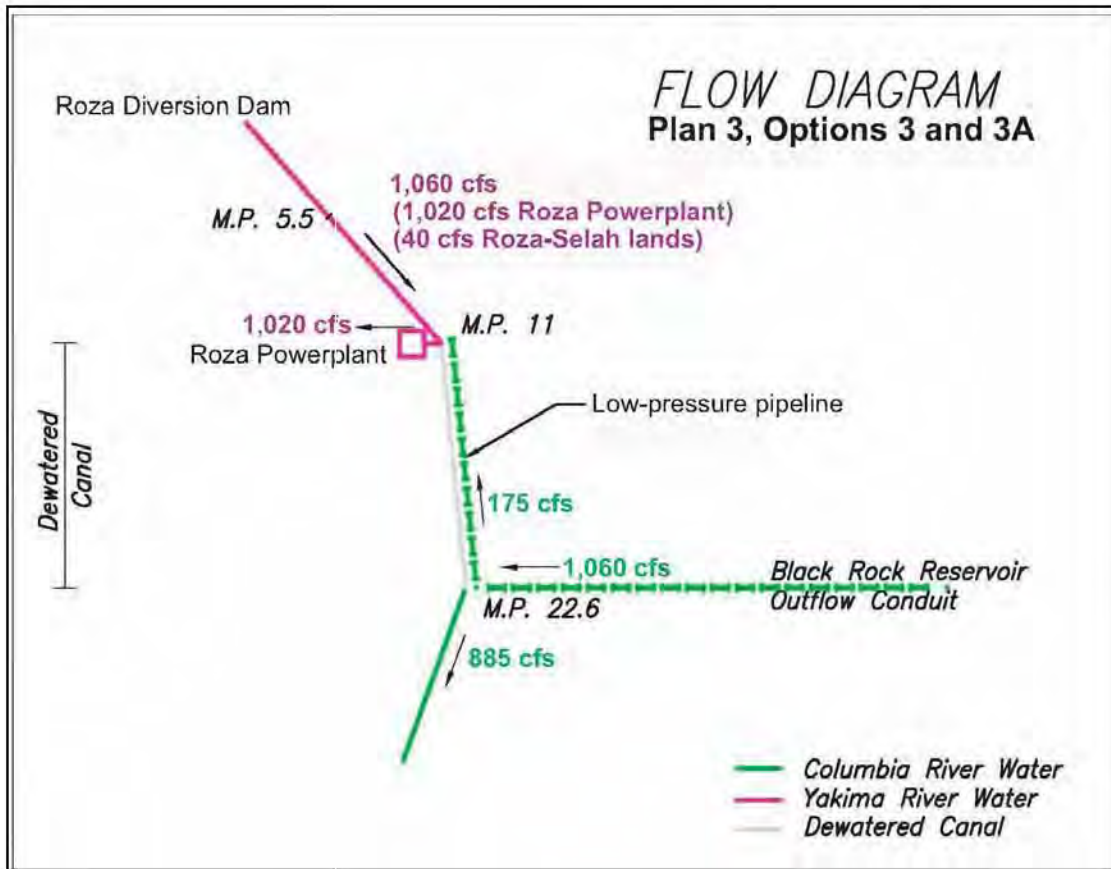 FLOW DIAGRAM
Plan 3, Options 3 and 3A
Roza Diversion Dam
1,060 cfs
(1,020 cfs Roza Powerplant)
(40 cfs Roza-Selah lands)
M.P. 5.5
1,020 cfs
M.P. 11
Roza Powerplant
Low-pressure pipeline
Dewatered
Canal
175 cfs
1,060 cfs
Black Rock Reservoir
Outflow Conduit
M.P. 22.6
885 cfs
Columbia River Water
Yakima River Water
Dewatered Canal